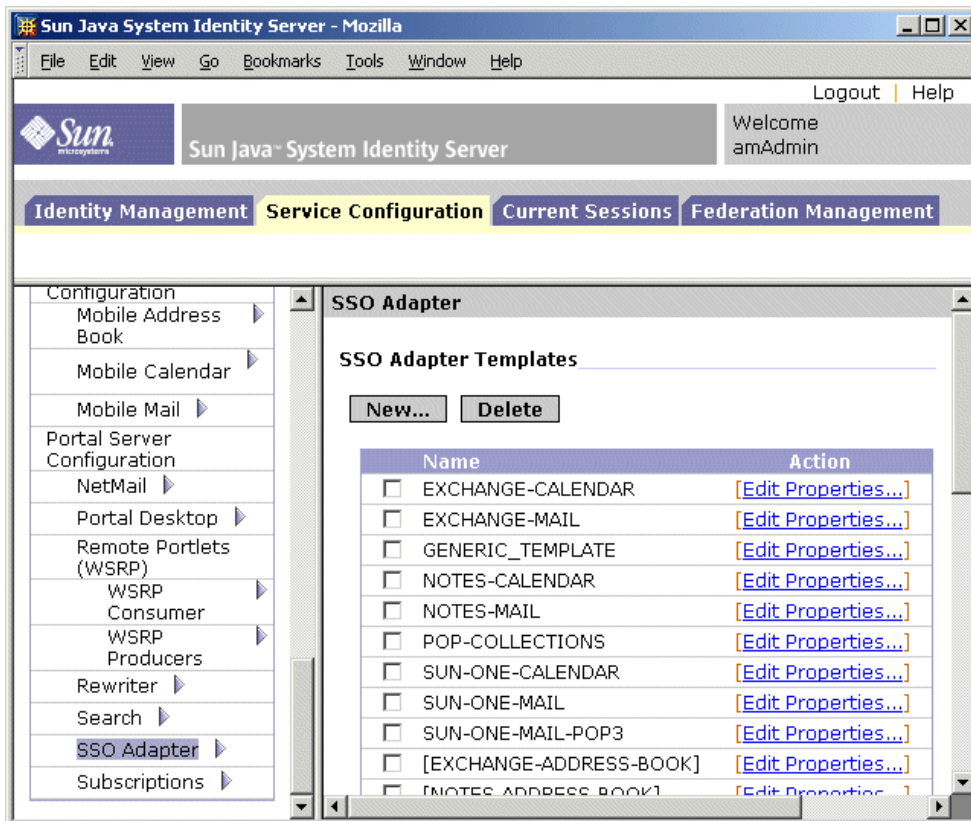 Sun Java System Identity Server - Mozilla
File Edit View Go Bookmarks Tools Window Help
Logout | Help
Sun
microsystems
Sun Java™ System Identity Server
Welcome
amAdmin
Identity Management
Service Configuration
Current Sessions
Federation Management
Configuration
Mobile Address
Book
Mobile Calendar
Mobile Mail
Portal Server
Configuration
NetMail
Portal Desktop
Remote Portlets
(WSRP)
WSRP
Consumer
WSRP
Producers
Rewriter
Search
SSO Adapter
Subscriptions
SSO Adapter
SSO Adapter Templates
New... Delete
Name Action
EXCHANGE-CALENDAR [Edit Properties...]
EXCHANGE-MAIL [Edit Properties...]
GENERIC_TEMPLATE [Edit Properties...]
NOTES-CALENDAR [Edit Properties...]
NOTES-MAIL [Edit Properties...]
POP-COLLECTIONS [Edit Properties...]
SUN-ONE-CALENDAR [Edit Properties...]
SUN-ONE-MAIL [Edit Properties...]
SUN-ONE-MAIL-POP3 [Edit Properties...]
[EXCHANGE-ADDRESS-BOOK] [Edit Properties...]
[NOTES-ADDRESS-BOOK] [Edit Properties...]